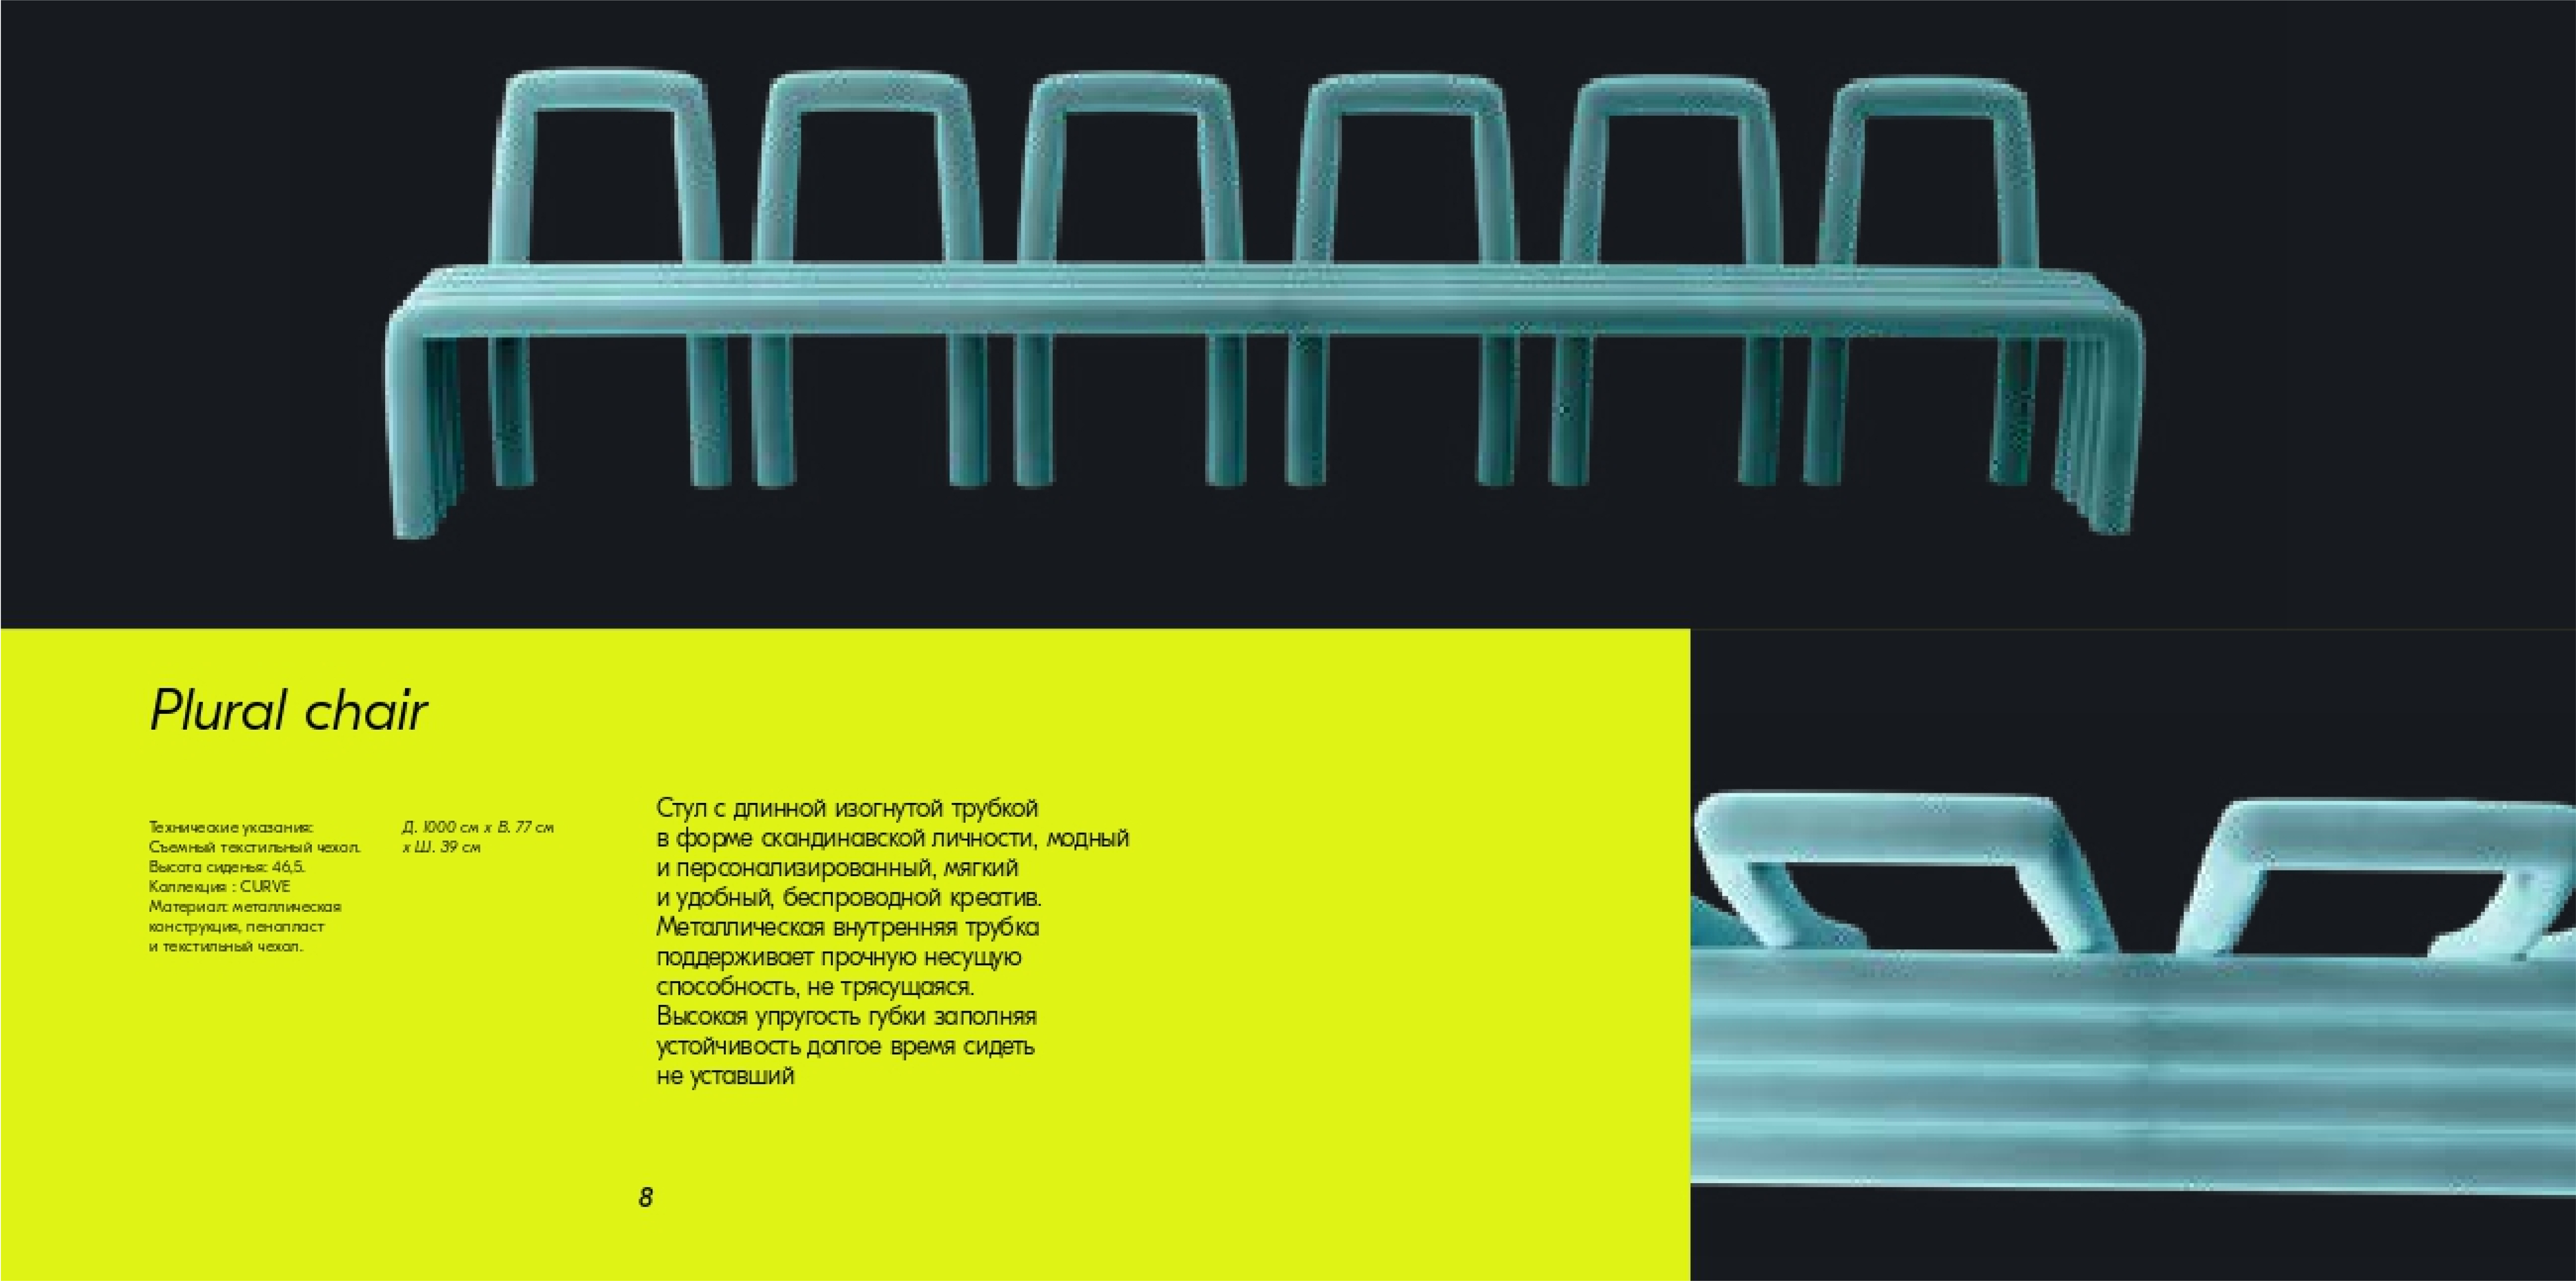 Plural chair
Технические указания:
Съемный текстильный чехол.
Высота сиденья: 46,5.
Коллекция : CURVE
Материал: металлическая
конструкция, пенопласт
и текстильный чехол.
Д. 1000 см x В. 77 см
x Ш. 39 см
Стул с длинной изогнутой трубкой
в форме скандинавской личности, модный
и персонализированный, мягкий
и удобный, беспроводной креатив.
Металлическая внутренняя трубка
поддерживает прочную несущую
способность, не трясущаяся.
Высокая упругость губки заполняя
устойчивость долгое время сидеть
не уставший
8